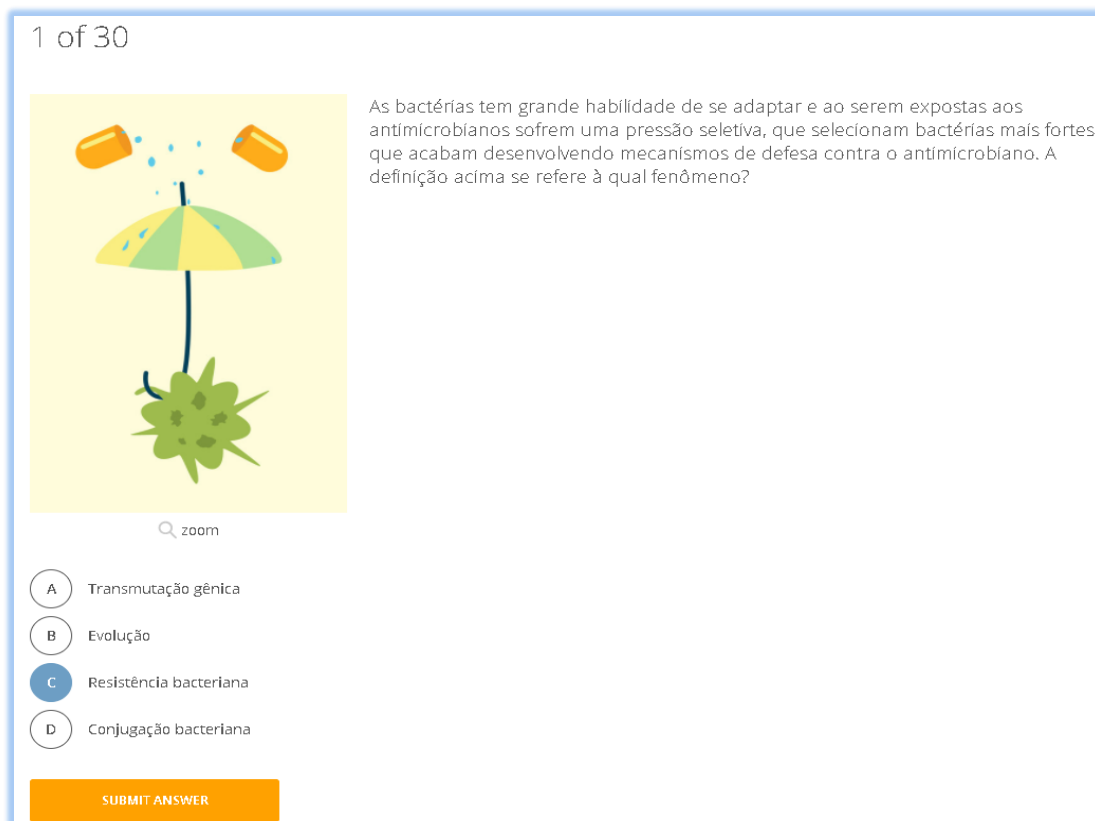 1 of 30
As bactérias tem grande habilidade de se adaptar e ao serem expostas aos
antimicrobianos sofrem uma pressão seletiva, que selecionam bactérias mais fortes
que acabam desenvolvendo mecanismos de defesa contra o antimicrobiano. A
definição acima se refere à qual fenômeno?
zoom
A Transmutação gênica
B Evolução
C Resistência bacteriana
D Conjugação bacteriana
SUBMIT ANSWER